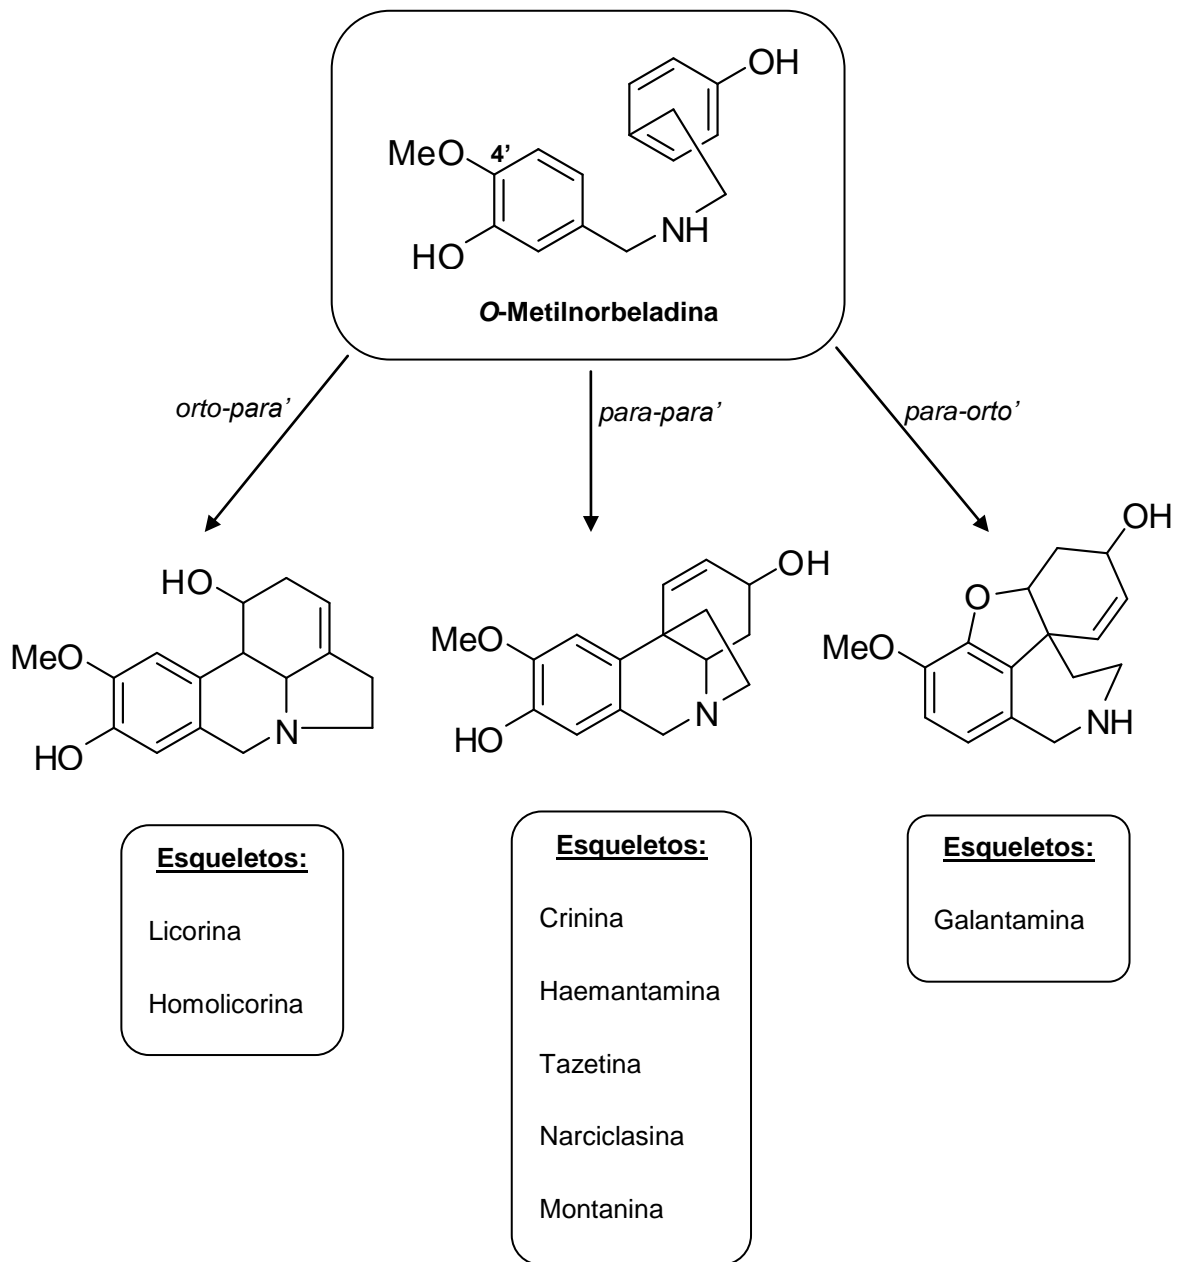 OH
MeO
4’
NH
HO
O-Metilnorbeladina
orto-para’
para-para’
para-orto’
HO
MeO
HO
N
OH
MeO
HO
N
OH
O
MeO
NH
Esqueletos:
Licorina
Homolicorina
Esqueletos:
Crinina
Haemantamina
Tazetina
Narciclasina
Montanina
Esqueletos:
Galantamina